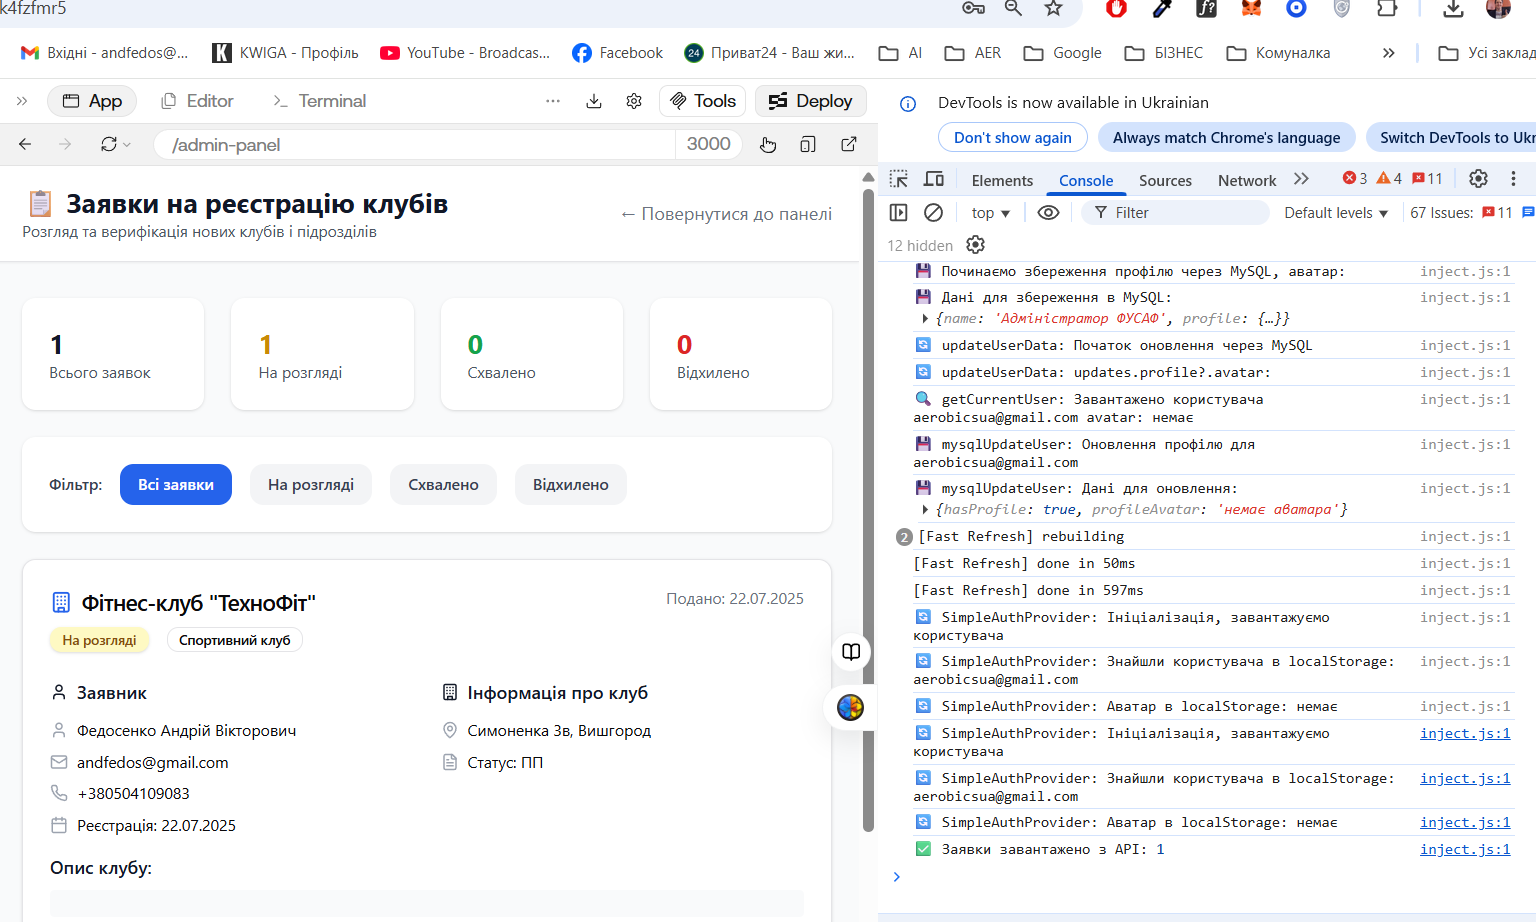 k4fzfmr5
Вхідні - andfedos@...
KWIGA - Профіль
YouTube - Broadcas...
Facebook
24
Приват24 - Ваш жи...
AI
AER
Google
БІЗНЕС
Комуналка
»
Усі заклад
App
Editor
Terminal
Tools
Deploy
/admin-panel
3000
📋 Заявки на реєстрацію клубів
Розгляд та верифікація нових клубів і підрозділів
← Повернутися до панелі
1
Всього заявок
1
На розгляді
0
Схвалено
0
Відхилено
Фільтр:
Всі заявки
На розгляді
Схвалено
Відхилено
Фітнес-клуб "ТехноФіт"
Подано: 22.07.2025
На розгляді
Спортивний клуб
Заявник
Федосенко Андрій Вікторович
andfedos@gmail.com
+380504109083
Реєстрація: 22.07.2025
Інформація про клуб
Симоненка 3в, Вишгород
Статус: ПП
Опис клубу:
DevTools is now available in Ukrainian
Don't show again
Always match Chrome's language
Switch DevTools to Ukr
Elements
Console
Sources
Network
3
4
11
top
Filter
Default levels
67 Issues:
11
12 hidden
💾 Починаємо збереження профілю через MySQL, аватар: inject.js:1
💾 Дані для збереження в MySQL: inject.js:1
{name: 'Адміністратор ФУСАФ', profile: {…}}
🔄 updateUserData: Початок оновлення через MySQL inject.js:1
🔄 updateUserData: updates.profile?.avatar: inject.js:1
🔍 getCurrentUser: Завантажено користувача inject.js:1
aerobicsua@gmail.com avatar: немає
💾 mysqlUpdateUser: Оновлення профілю для inject.js:1
aerobicsua@gmail.com
💾 mysqlUpdateUser: Дані для оновлення: inject.js:1
{hasProfile: true, profileAvatar: 'немає аватара'}
2 [Fast Refresh] rebuilding inject.js:1
[Fast Refresh] done in 50ms inject.js:1
[Fast Refresh] done in 597ms inject.js:1
🔄 SimpleAuthProvider: Ініціалізація, завантажуємо inject.js:1
користувача
🔄 SimpleAuthProvider: Знайшли користувача в localStorage: inject.js:1
aerobicsua@gmail.com
🔄 SimpleAuthProvider: Аватар в localStorage: немає inject.js:1
🔄 SimpleAuthProvider: Ініціалізація, завантажуємо inject.js:1
користувача
🔄 SimpleAuthProvider: Знайшли користувача в localStorage: inject.js:1
aerobicsua@gmail.com
🔄 SimpleAuthProvider: Аватар в localStorage: немає inject.js:1
✅ Заявки завантажено з API: 1 inject.js:1